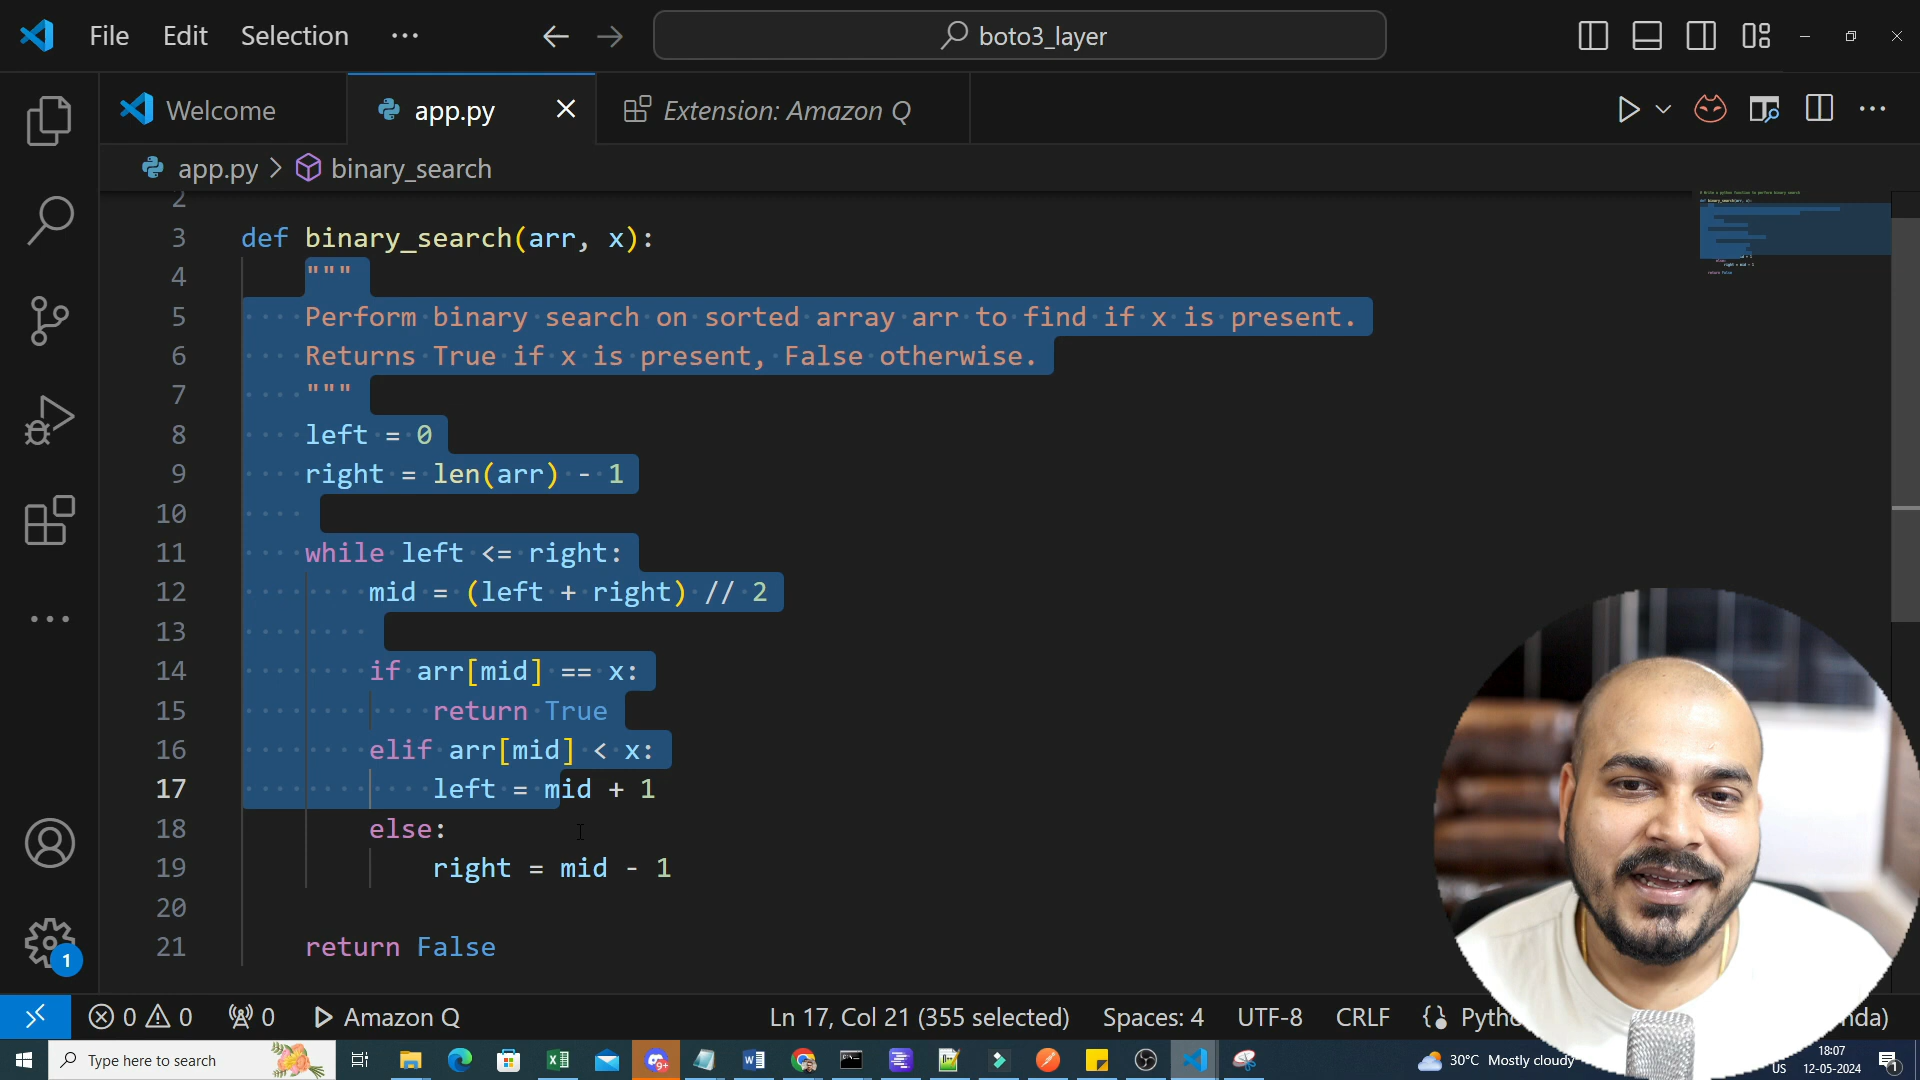 File Edit Selection ··· boto3_layer
Welcome app.py Extension: Amazon Q
app.py > binary_search
2
3 def binary_search(arr, x):
4 """
5 Perform binary search on sorted array arr to find if x is present.
6 Returns True if x is present, False otherwise.
7 """
8 left = 0
9 right = len(arr) - 1
10
11 while left <= right:
12 mid = (left + right) // 2
13
14 if arr[mid] == x:
15 return True
16 elif arr[mid] < x:
17 left = mid + 1
18 else:
19 right = mid - 1
20
21 return False
1
0 0 0 Amazon Q Ln 17, Col 21 (355 selected) Spaces: 4 UTF-8 CRLF
Type here to search 9+ 30°C Mostly cloudy US 18:07
12-05-2024 1